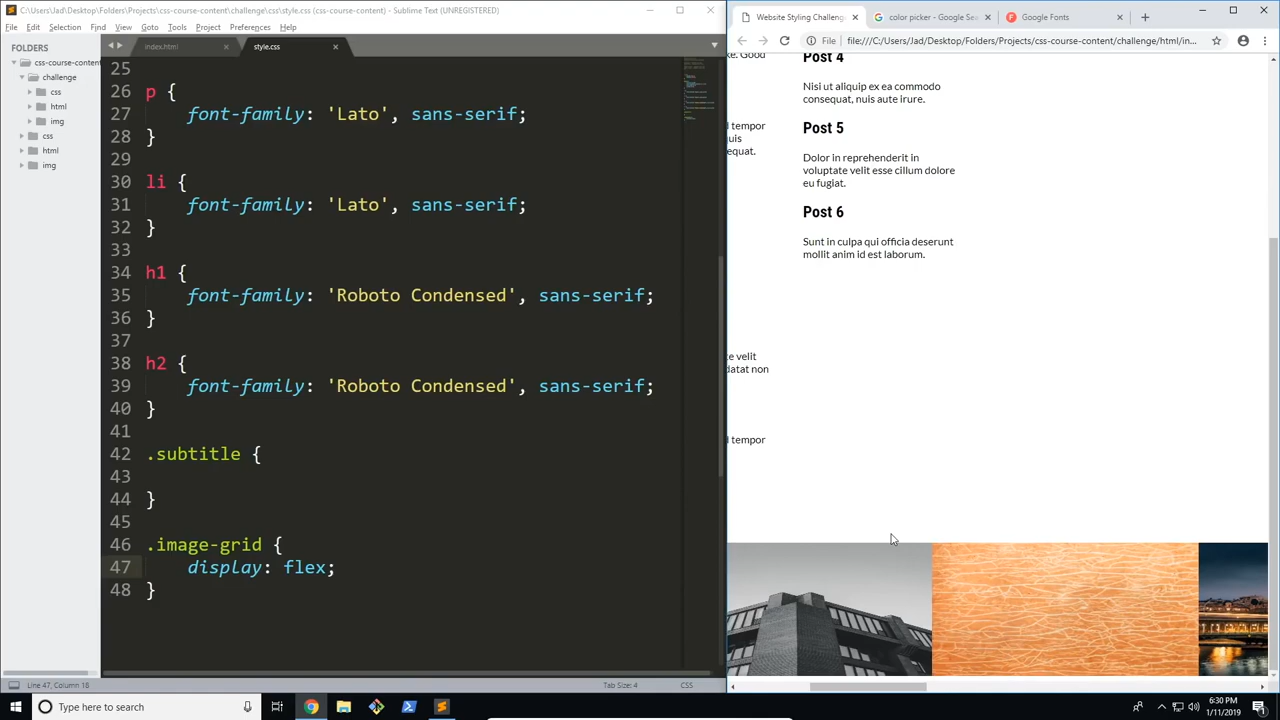 C:\Users\Jad\Desktop\Folders\Projects\css-course-content\challenge\css\style.css (css-course-content) - Sublime Text (UNREGISTERED)
File Edit Selection Find View Goto Tools Project Preferences Help
FOLDERS
css-course-content
challenge
css
html
img
css
html
img
index.html
style.css
25
26 p {
27 font-family: 'Lato', sans-serif;
28 }
29
30 li {
31 font-family: 'Lato', sans-serif;
32 }
33
34 h1 {
35 font-family: 'Roboto Condensed', sans-serif;
36 }
37
38 h2 {
39 font-family: 'Roboto Condensed', sans-serif;
40 }
41
42 .subtitle {
43
44 }
45
46 .image-grid {
47 display: flex;
48 }
Line 47, Column 18
Tab Size: 4
CSS
Website Styling Challeng
color picker - Google Sea
Google Fonts
File file:///C:/Users/Jad/Desktop/Folders/Projects/css-course-content/challenge/html/in...
ke. Good
Post 4
Nisi ut aliquip ex ea commodo
consequat, nuis aute irure.
d tempor
uis
equat.
Post 5
Dolor in reprehenderit in
voluptate velit esse cillum dolore
eu fugiat.
Post 6
Sunt in culpa qui officia deserunt
mollit anim id est laborum.
te velit
datat non
d tempor
Type here to search
6:30 PM
1/11/2019